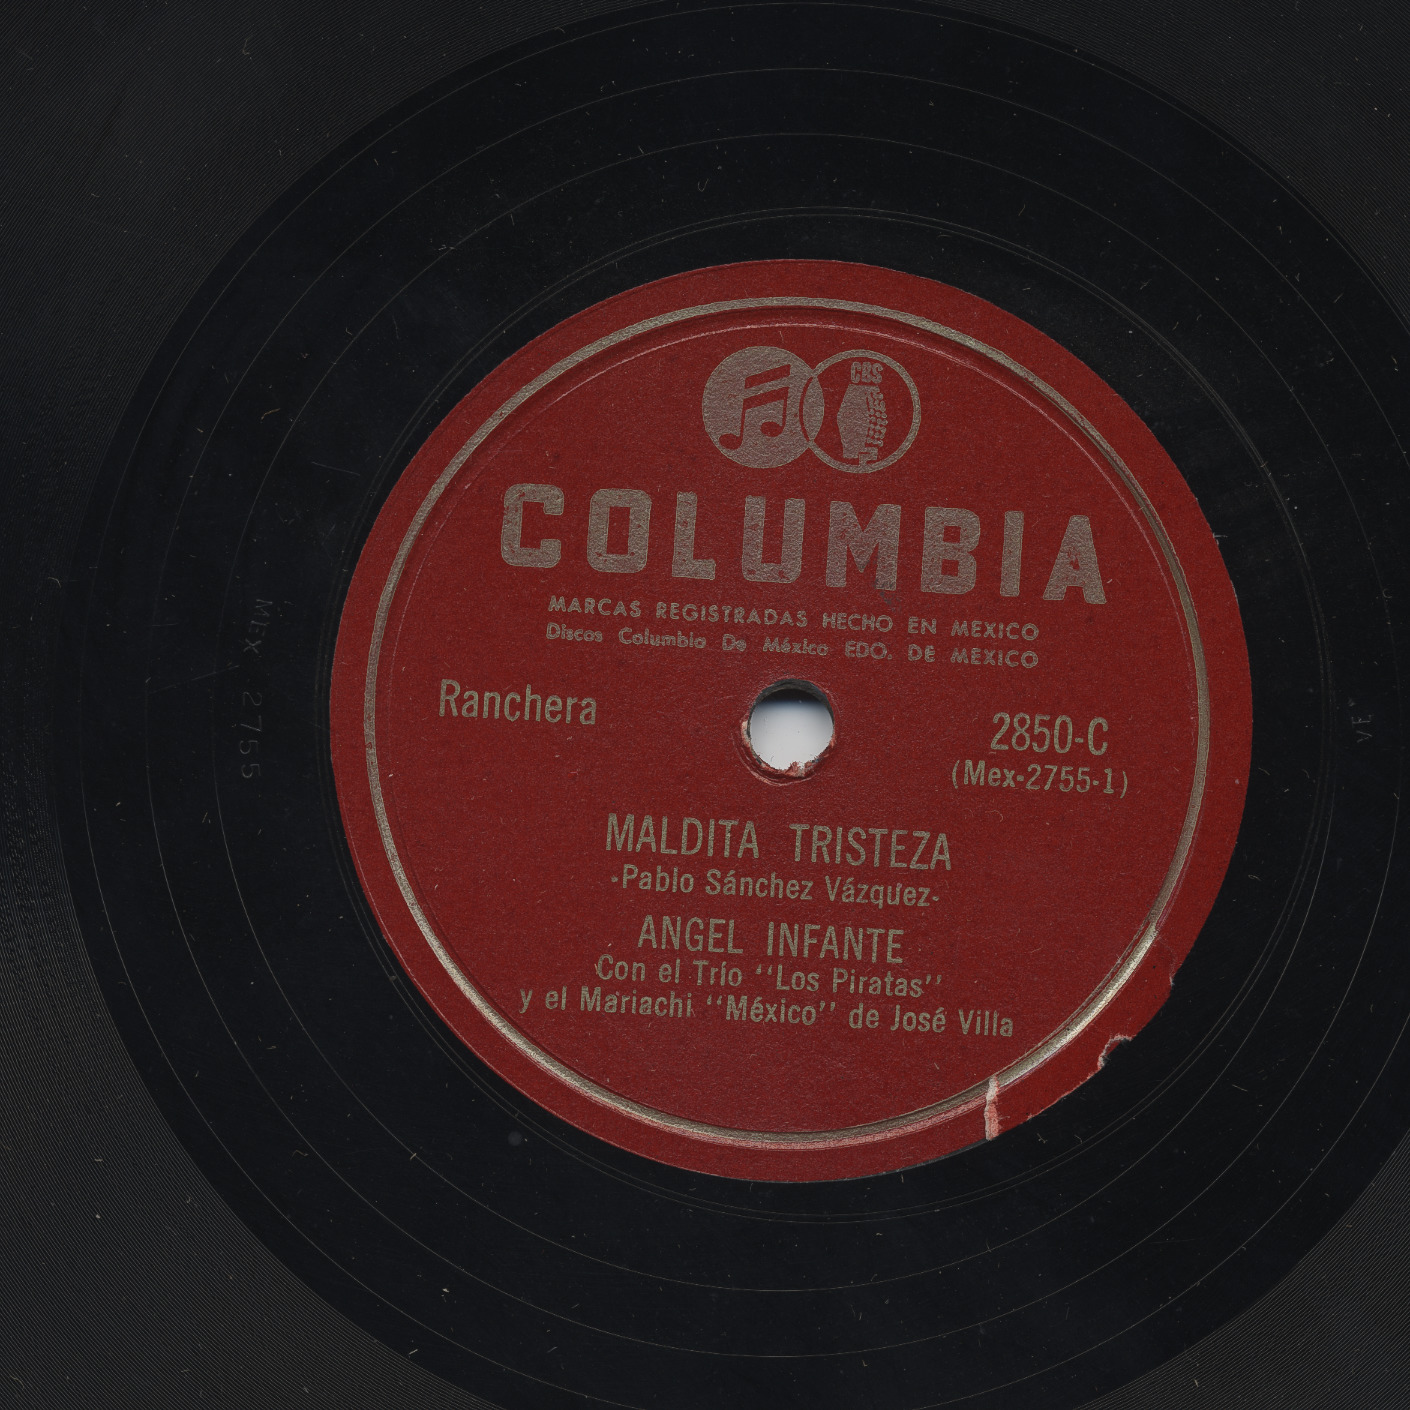 CBS
COLUMBIA
MARCAS REGISTRADAS HECHO EN MEXICO
Discos Columbia De México EDO. DE MEXICO
Ranchera
2850-C
(Mex-2755-1)
MALDITA TRISTEZA
-Pablo Sánchez Vázquez-
ANGEL INFANTE
Con el Trío "Los Piratas"
y el Mariachi "México" de José Villa
MEX 2755